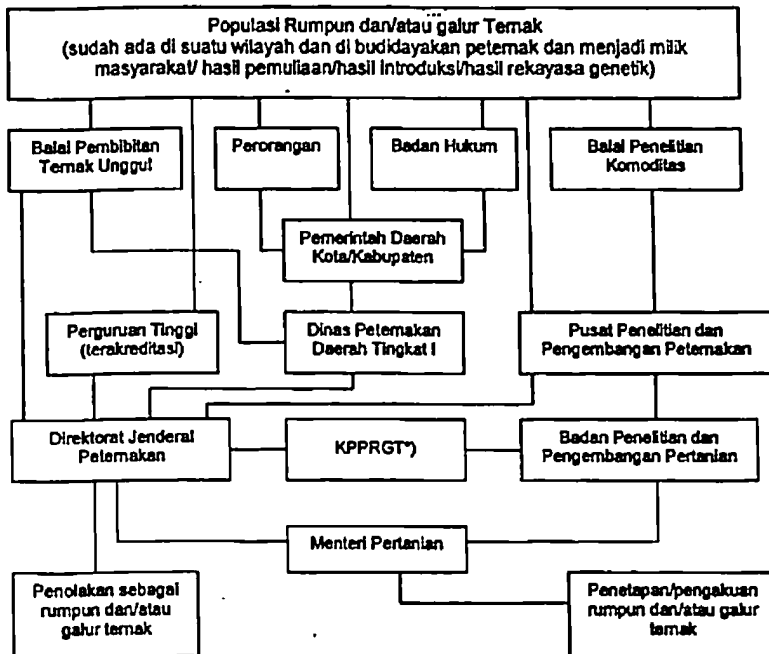 Populasi Rumpun dan/atau galur Ternak
(sudah ada di suatu wilayah dan di budidayakan peternak dan menjadi milik
masyarakat/ hasil pemuliaan/hasil introduksi/hasil rekayasa genetik)
Balai Pembibitan
Ternak Unggul
Perorangan
Badan Hukum
Balai Penelitian
Komoditas
Pemerintah Daerah
Kota/Kabupaten
Perguruan Tinggi
(terakreditasi)
Dinas Peternakan
Daerah Tingkat I
Pusat Penelitian dan
Pengembangan Peternakan
Direktorat Jenderal
Peternakan
KPPRGT*)
Badan Penelitian dan
Pengembangan Pertanian
Menteri Pertanian
Penolakan sebagai
rumpun dan/atau
galur ternak
Penetapan/pengakuan
rumpun dan/atau galur
ternak